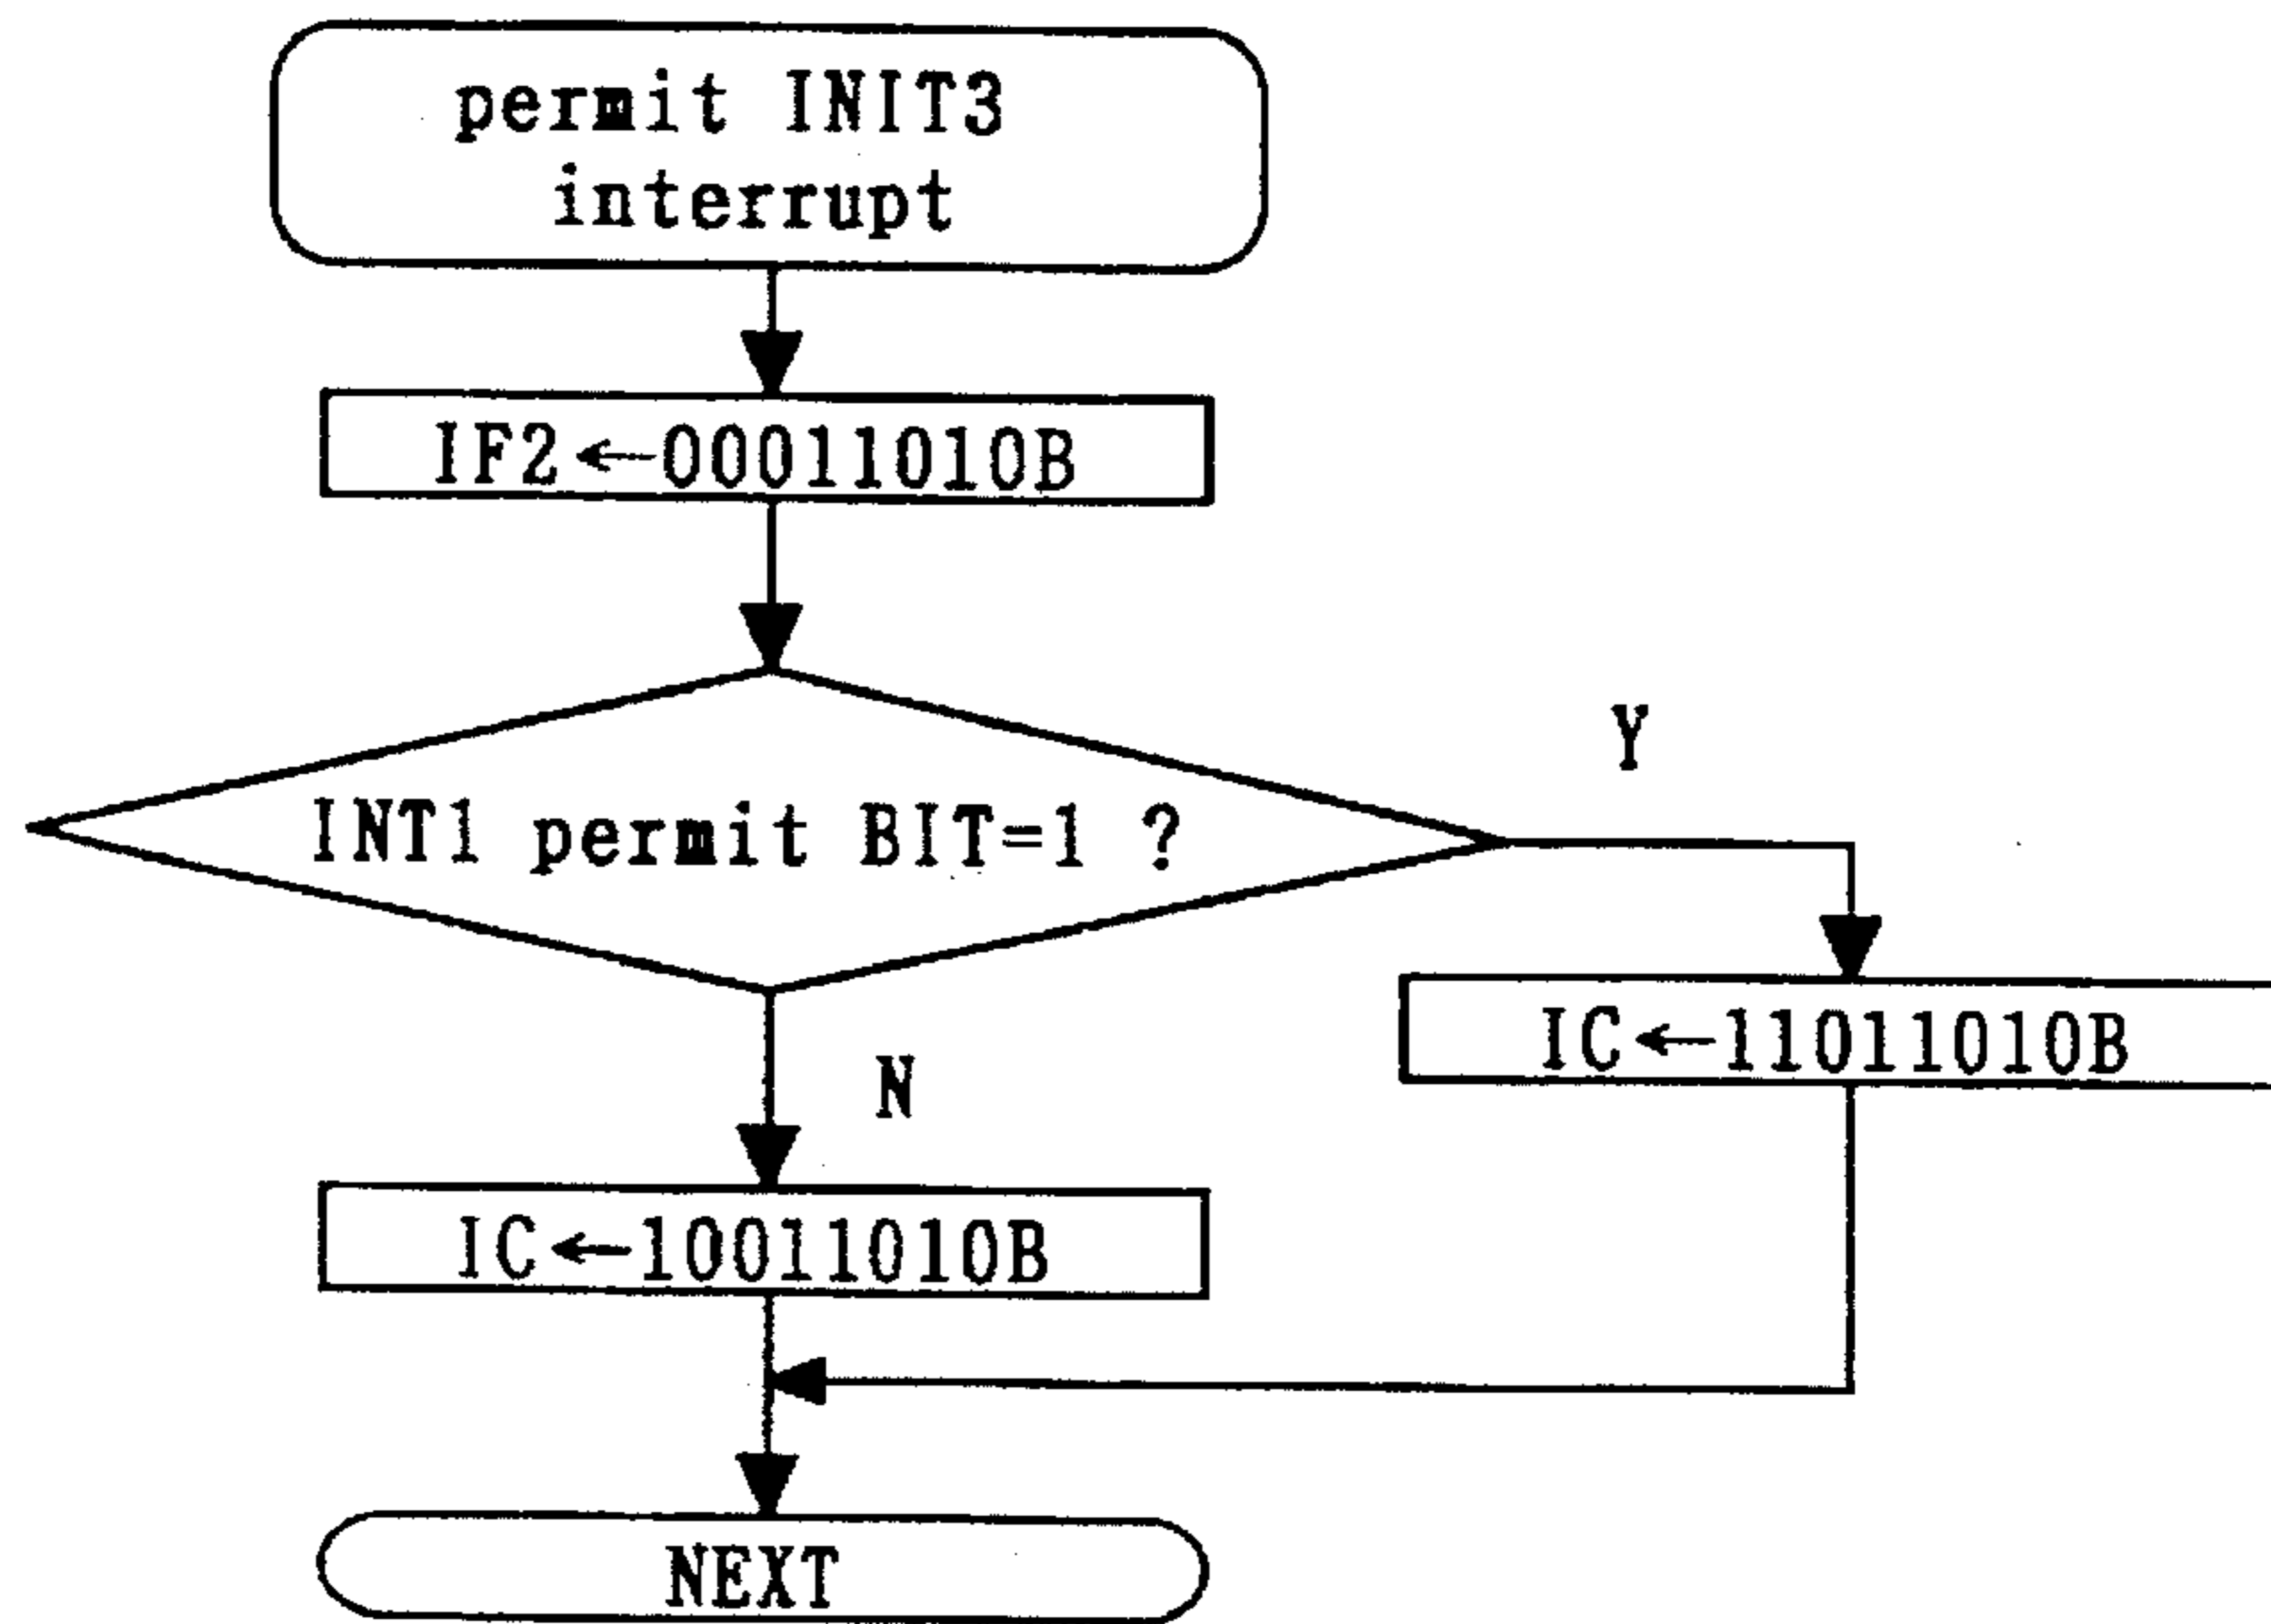 permit INIT3
interrupt
IF2←00011010B
INT1 permit BIT=1 ?
Y
IC←11011010B
N
IC←10011010B
NEXT